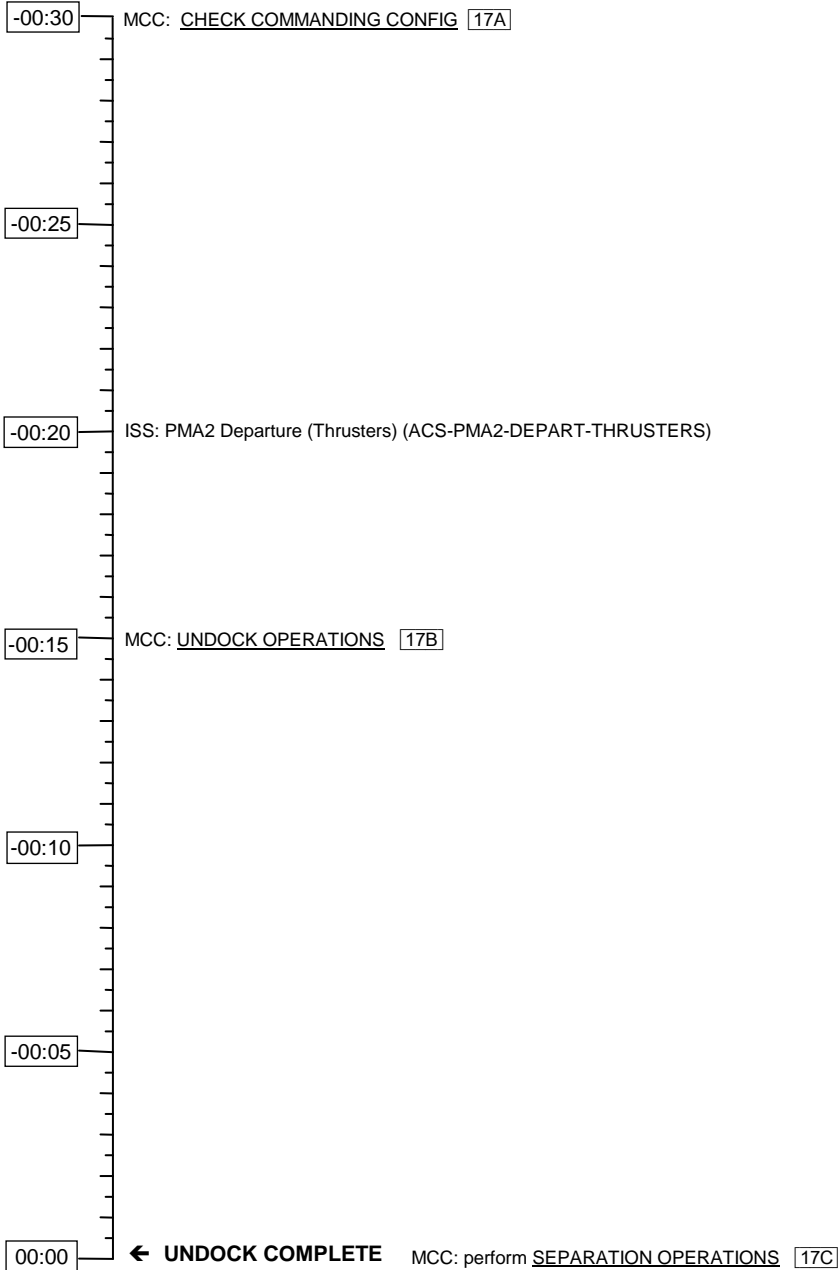 -00:30 MCC: CHECK COMMANDING CONFIG 17A
-00:25
-00:20 ISS: PMA2 Departure (Thrusters) (ACS-PMA2-DEPART-THRUSTERS)
-00:15 MCC: UNDOCK OPERATIONS 17B
-00:10
-00:05
00:00 ← UNDOCK COMPLETE MCC: perform SEPARATION OPERATIONS 17C